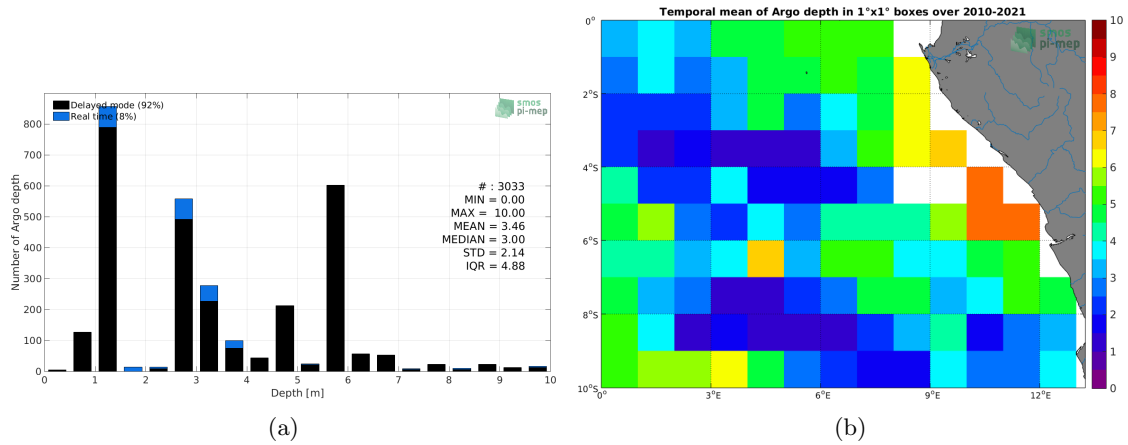 Delayed mode (92%)
Real time (8%)
smos
pi-mep
Number of Argo depth
800
700
600
500
400
300
200
100
0
# : 3033
MIN = 0.00
MAX = 10.00
MEAN = 3.46
MEDIAN = 3.00
STD = 2.14
IQR = 4.88
0 1 2 3 4 5 6 7 8 9 10
Depth [m]
(a)
Temporal mean of Argo depth in 1°x1° boxes over 2010-2021
smos
pi-mep
0°
2°S
4°S
6°S
8°S
10°S
0° 3°E 6°E 9°E 12°E
10
9
8
7
6
5
4
3
2
1
0
(b)